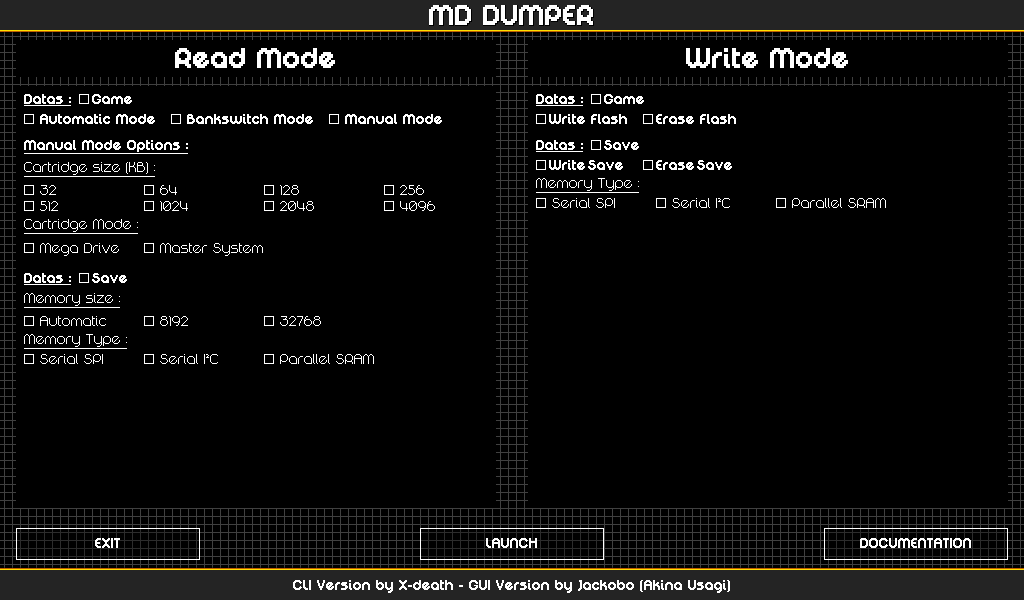 MD DUMPER
Read Mode
Datas : Game
Automatic Mode Bankswitch Mode Manual Mode
Manual Mode Options :
Cartridge size (KB) :
32 64 128 256
512 1024 2048 4096
Cartridge Mode :
Mega Drive Master System
Datas : Save
Memory size :
Automatic 8192 32768
Memory Type :
Serial SPI Serial I²C Parallel SRAM
Write Mode
Datas : Game
Write Flash Erase Flash
Datas : Save
Write Save Erase Save
Memory Type :
Serial SPI Serial I²C Parallel SRAM
EXIT LAUNCH DOCUMENTATION
CLI Version by X-death - GUI Version by Jackobo (Akina Usagi)